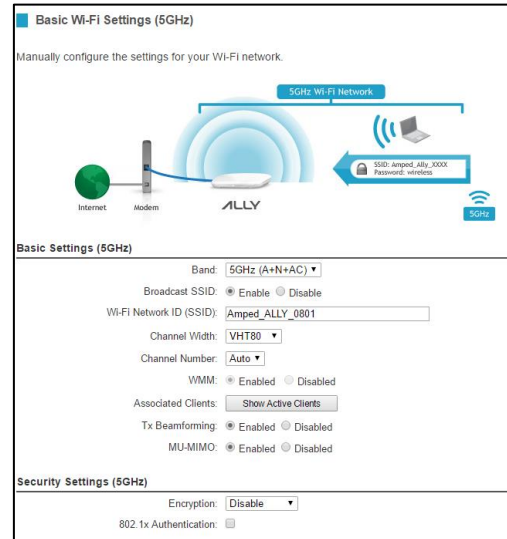 Basic Wi-Fi Settings (5GHz)
Manually configure the settings for your Wi-Fi network.
5GHz Wi-Fi Network
SSID: Amped_Ally_XXXX
Password: wireless
Internet
Modem
ALLY
5GHz
Basic Settings (5GHz)
Band: 5GHz (A+N+AC)
Broadcast SSID: Enable Disable
Wi-Fi Network ID (SSID): Amped_ALLY_0801
Channel Width: VHT80
Channel Number: Auto
WMM: Enabled Disabled
Associated Clients: Show Active Clients
Tx Beamforming: Enabled Disabled
MU-MIMO: Enabled Disabled
Security Settings (5GHz)
Encryption: Disable
802.1x Authentication: